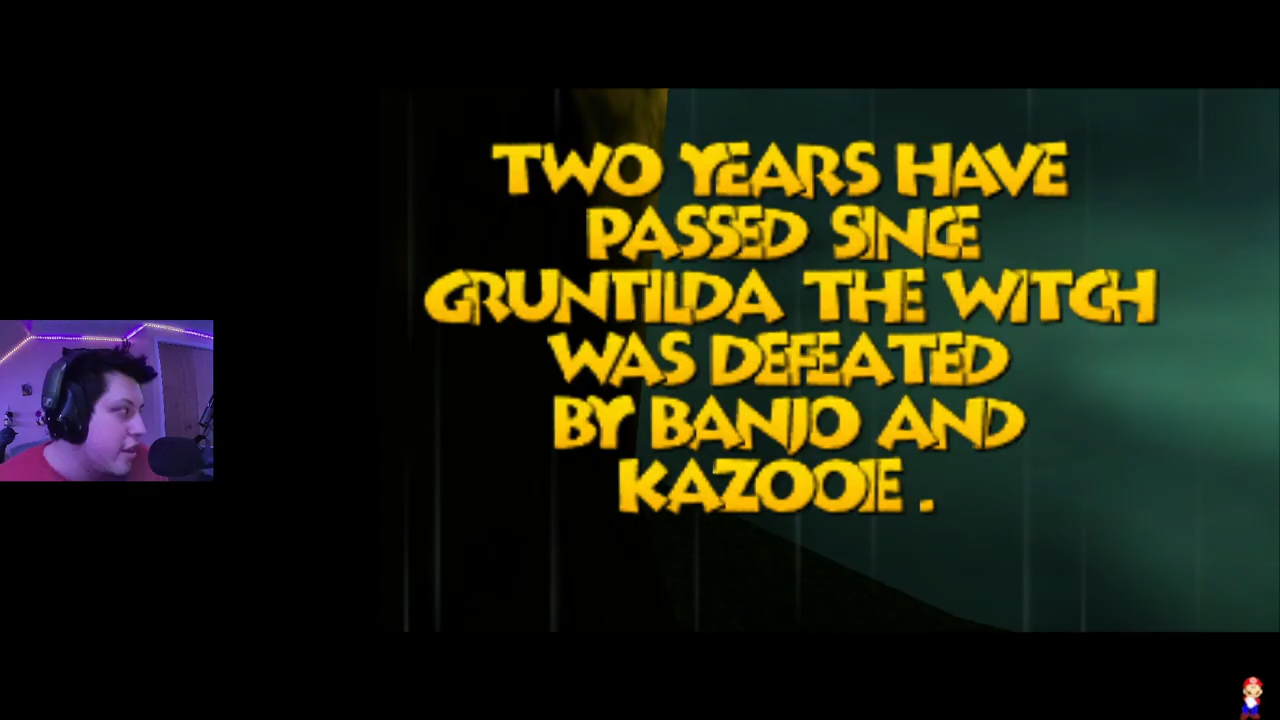 TWO YEARS HAVE
PASSED SINCE
GRUNTILDA THE WITCH
WAS DEFEATED
BY BANJO AND
KAZOOIE .